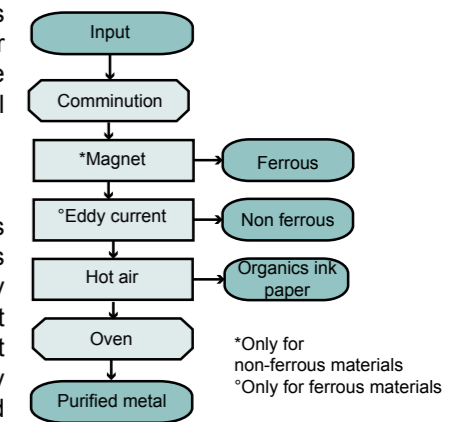 Input
Comminution
*Magnet
Ferrous
°Eddy current
Non ferrous
Hot air
Organics ink
paper
Oven
*Only for
non-ferrous materials
°Only for ferrous materials
Purified metal